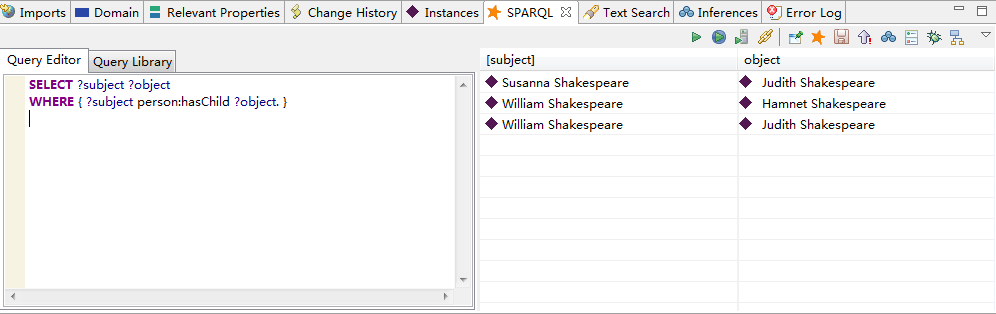 Imports Domain Relevant Properties Change History Instances SPARQL Text Search Inferences Error Log
Query Editor Query Library
SELECT ?subject ?object
WHERE { ?subject person:hasChild ?object. }
[subject] object
Susanna Shakespeare Judith Shakespeare
William Shakespeare Hamnet Shakespeare
William Shakespeare Judith Shakespeare